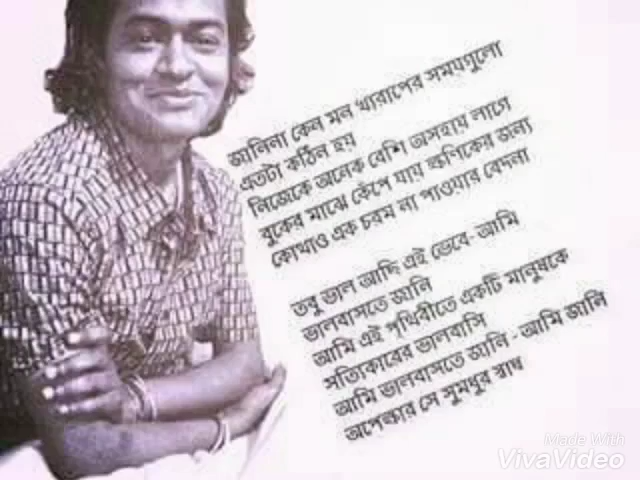 জানিনা কেন মন খারাপের সময়গুলো
এতটা কঠিন হয়
নিজেকে অনেক বেশি অসহায় লাগে
বুকের মাঝে কেঁপে যায় ক্ষণিকের জন্য
কোথাও এক চরম না পাওয়ার বেদনা
তবু ভাল আছি এই ভেবে- আমি
ভালবাসতে জানি
আমি এই পৃথিবীতে একটি মানুষকে
সত্যিকারের ভালবাসি
আমি ভালবাসতে জানি - আমি জানি
অপেক্ষার সে সুমধুর স্বাদ
Made With
VivaVideo